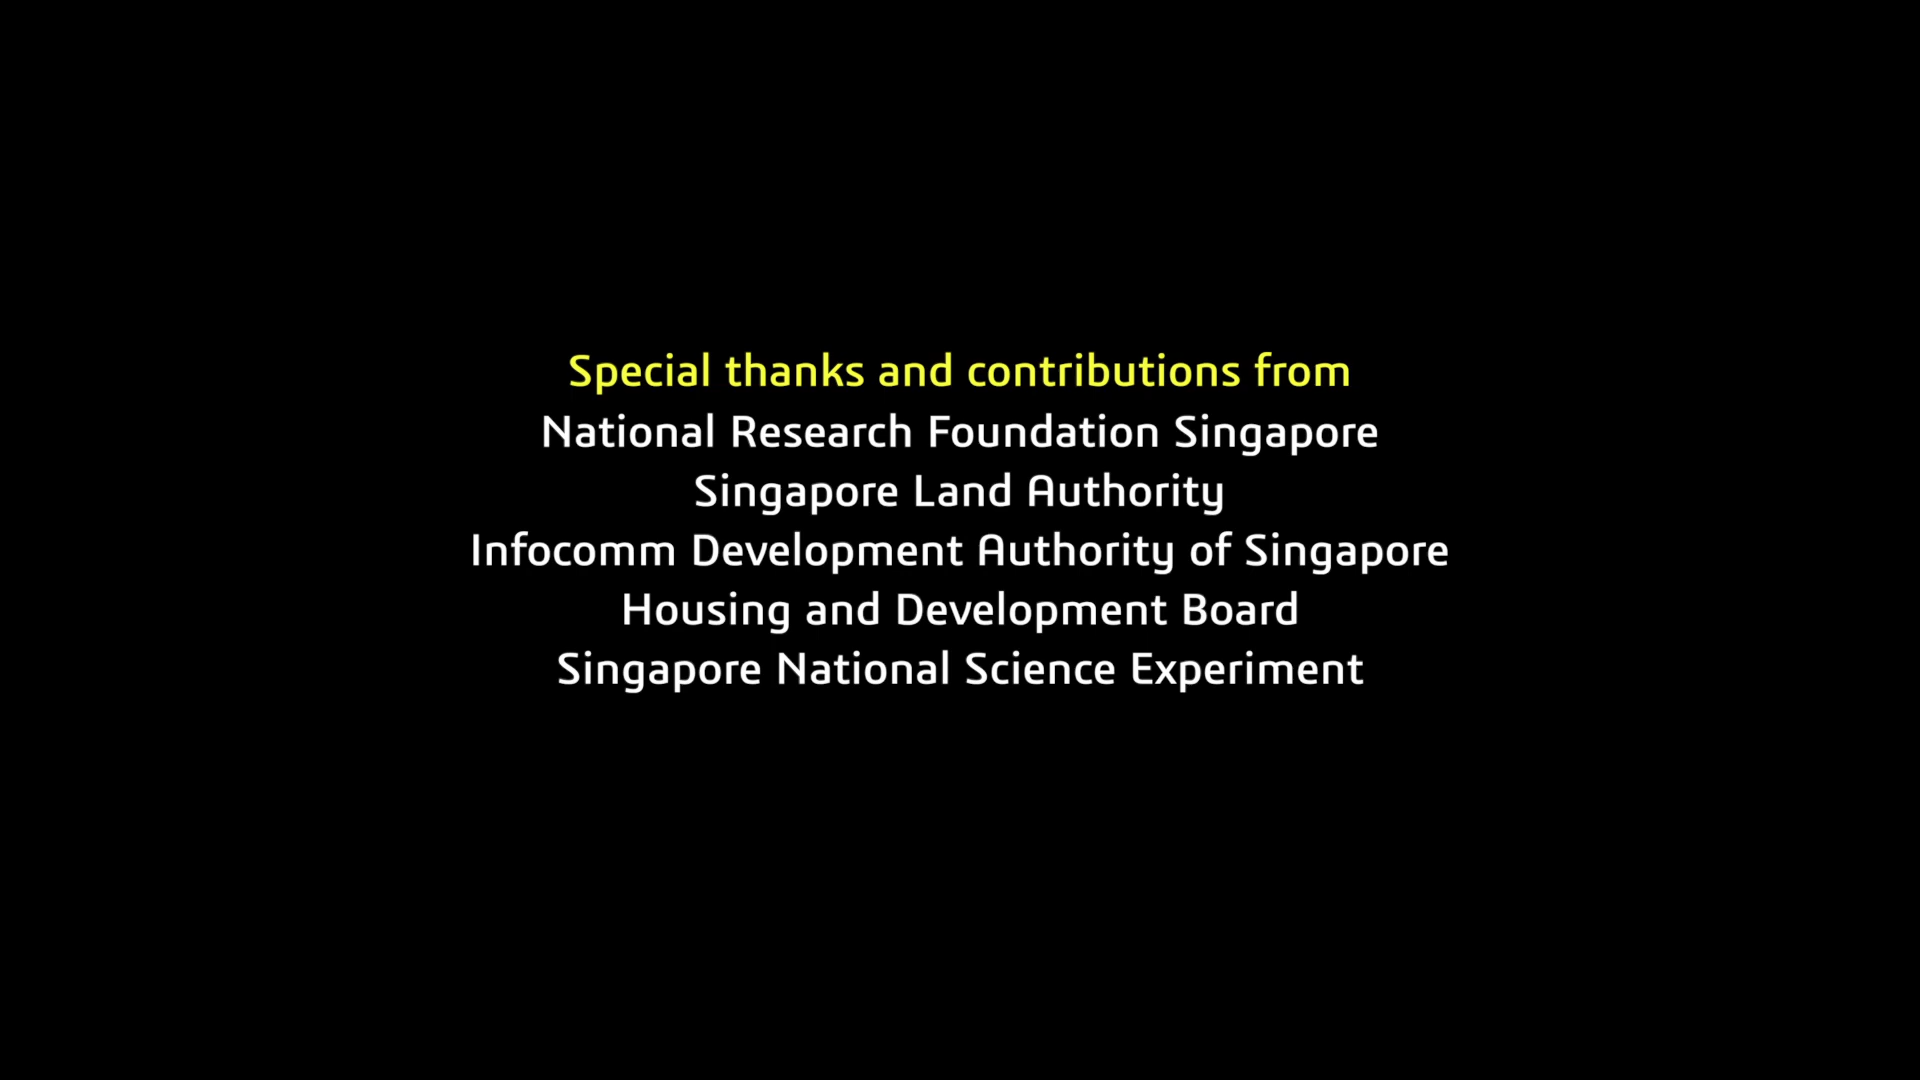 Special thanks and contributions from
National Research Foundation Singapore
Singapore Land Authority
Infocomm Development Authority of Singapore
Housing and Development Board
Singapore National Science Experiment